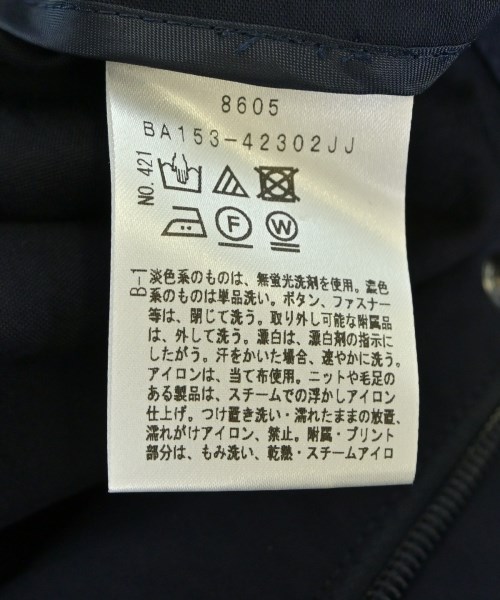 8605
BA153-42302JJ
NO. 421
F
W
B-1
淡色系のものは、無蛍光洗剤を使用。濃色
系のものは単品洗い。ボタン、ファスナー
等は、閉じて洗う。取り外し可能な附属品
は、外して洗う。漂白は、漂白剤の指示に
したがう。汗をかいた場合、速やかに洗う。
アイロンは、当て布使用。ニットや毛足の
ある製品は、スチームでの浮かしアイロン
仕上げ。つけ置き洗い・濡れたままの放置、
濡れがけアイロン、禁止。附属・プリント
部分は、もみ洗い、乾熱・スチームアイロ